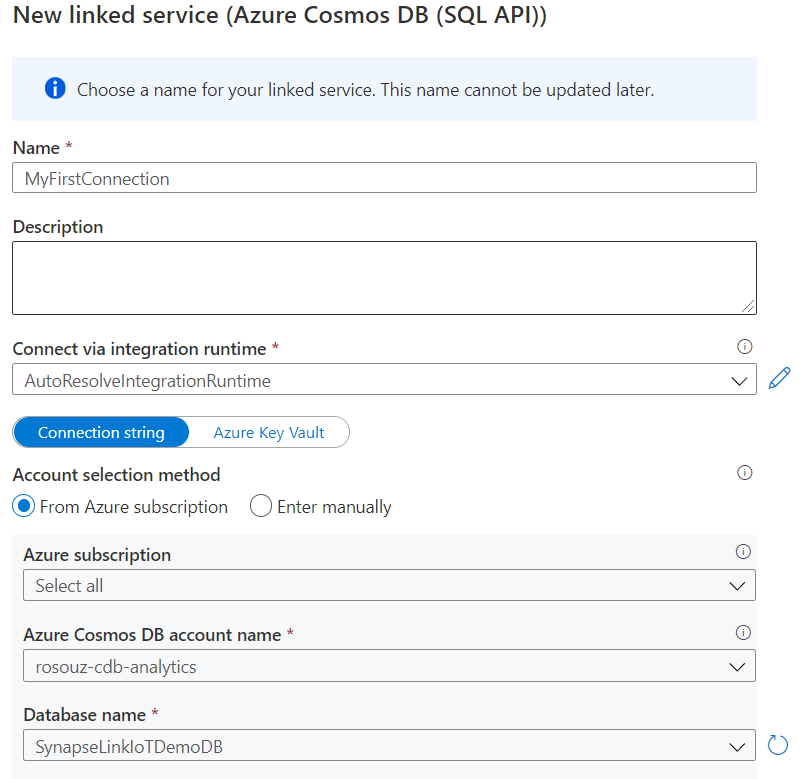 New linked service (Azure Cosmos DB (SQL API))
Choose a name for your linked service. This name cannot be updated later.
Name *
MyFirstConnection
Description
Connect via integration runtime *
AutoResolveIntegrationRuntime
Connection string Azure Key Vault
Account selection method
From Azure subscription Enter manually
Azure subscription
Select all
Azure Cosmos DB account name *
rosouz-cdb-analytics
Database name *
SynapseLinkIoTDemoDB